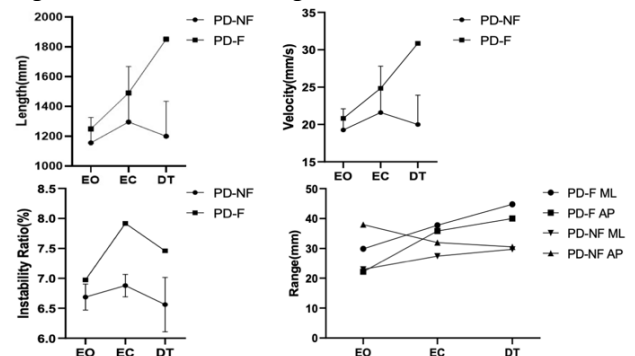 2000
1800
1600
1400
1200
1000
Length(mm)
EO EC DT
PD-NF
PD-F
35
30
25
20
15
Velocity(mm/s)
EO EC DT
PD-NF
PD-F
8.5
8.0
7.5
7.0
6.5
6.0
Instability Ratio(%)
EO EC DT
PD-NF
PD-F
50
40
30
20
10
0
Range(mm)
EO EC DT
PD-F ML
PD-F AP
PD-NF ML
PD-NF AP